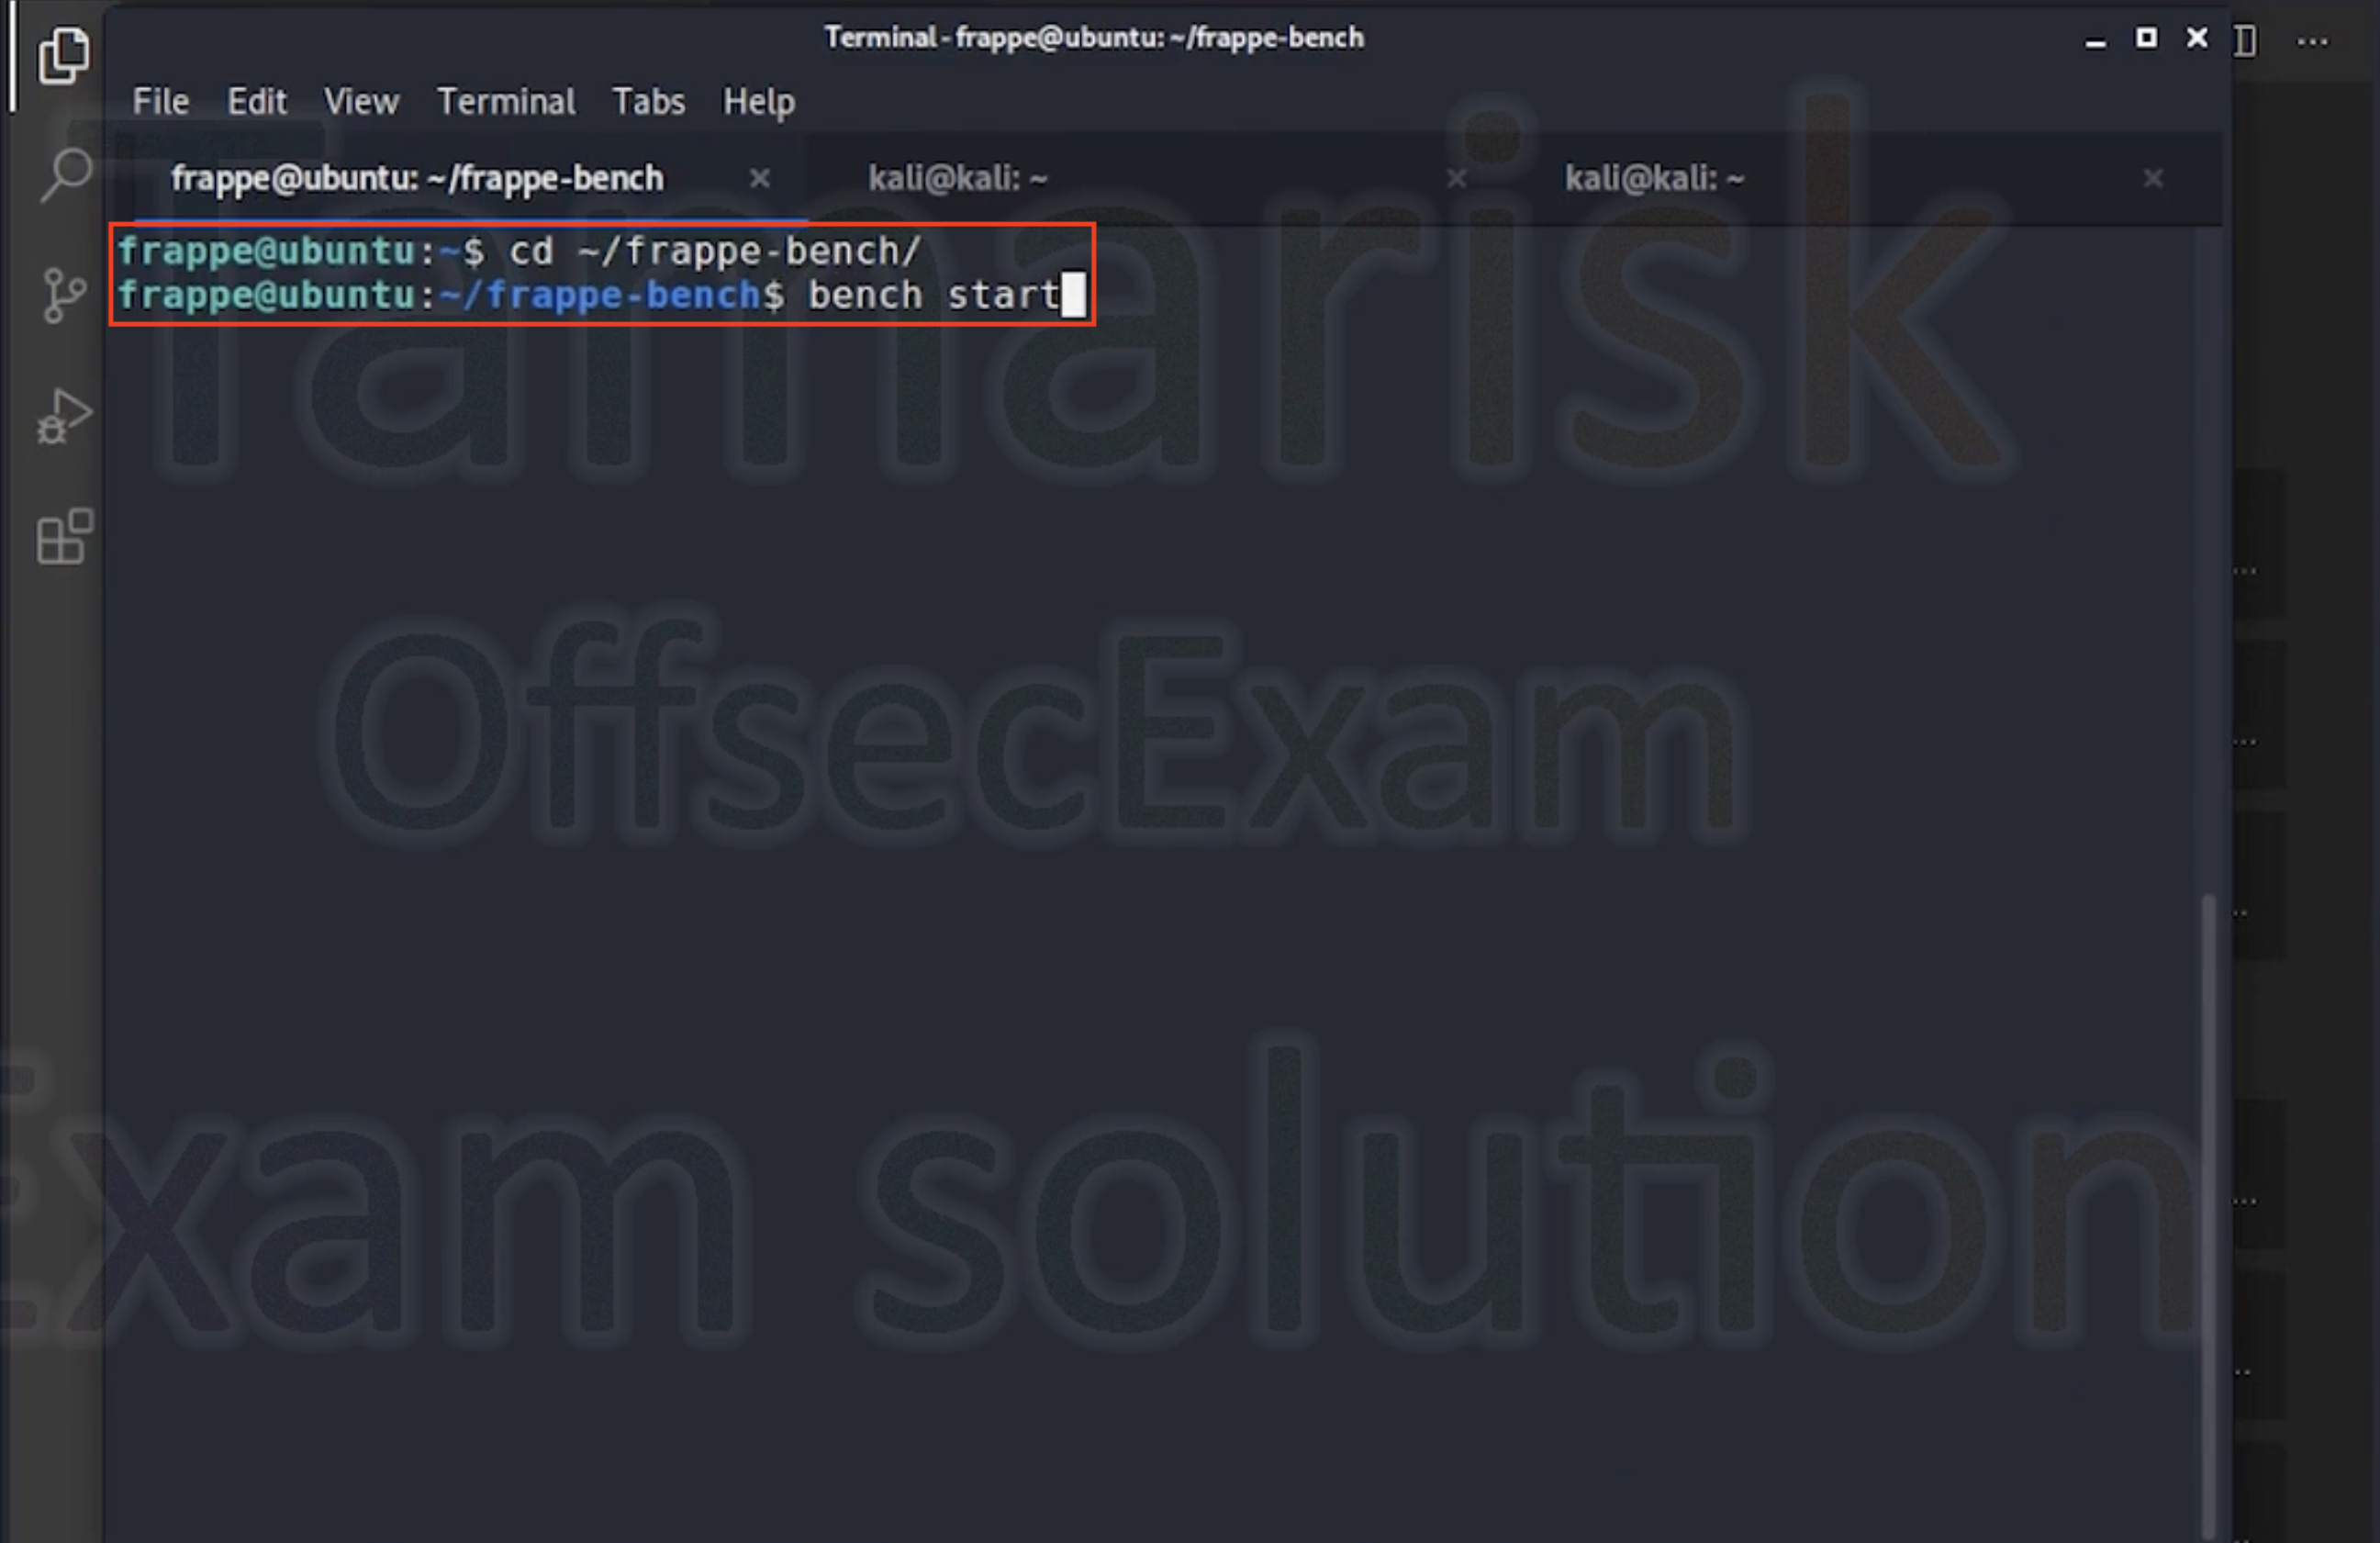 Terminal - frappe@ubuntu: ~/frappe-bench
File Edit View Terminal Tabs Help
frappe@ubuntu: ~/frappe-bench kali@kali: ~ kali@kali: ~
frappe@ubuntu:~$ cd ~/frappe-bench/
frappe@ubuntu:~/frappe-bench$ bench start
Tamarisk
OffsecExam
Exam solution